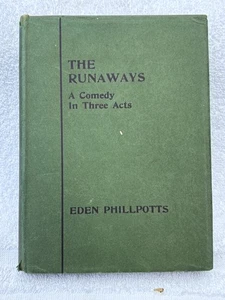 THE
RUNAWAYS
A Comedy
In Three Acts
EDEN PHILLPOTTS